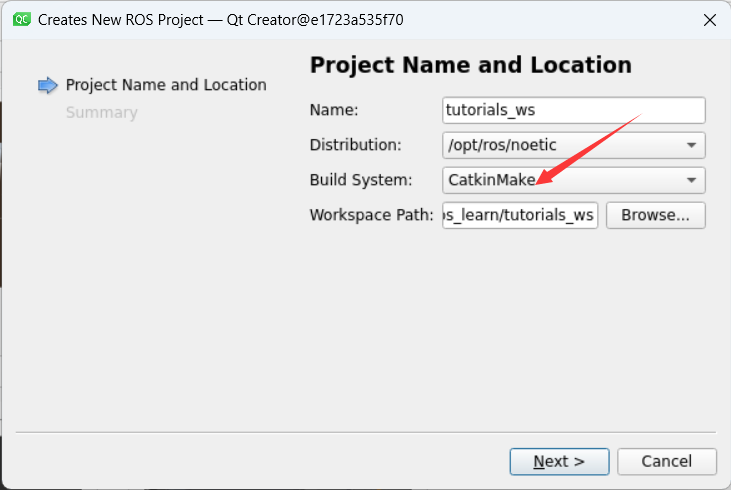 Creates New ROS Project — Qt Creator@e1723a535f70
Project Name and Location
Summary
Project Name and Location
Name: tutorials_ws
Distribution: /opt/ros/noetic
Build System: CatkinMake
Workspace Path: os_learn/tutorials_ws Browse...
Next > Cancel